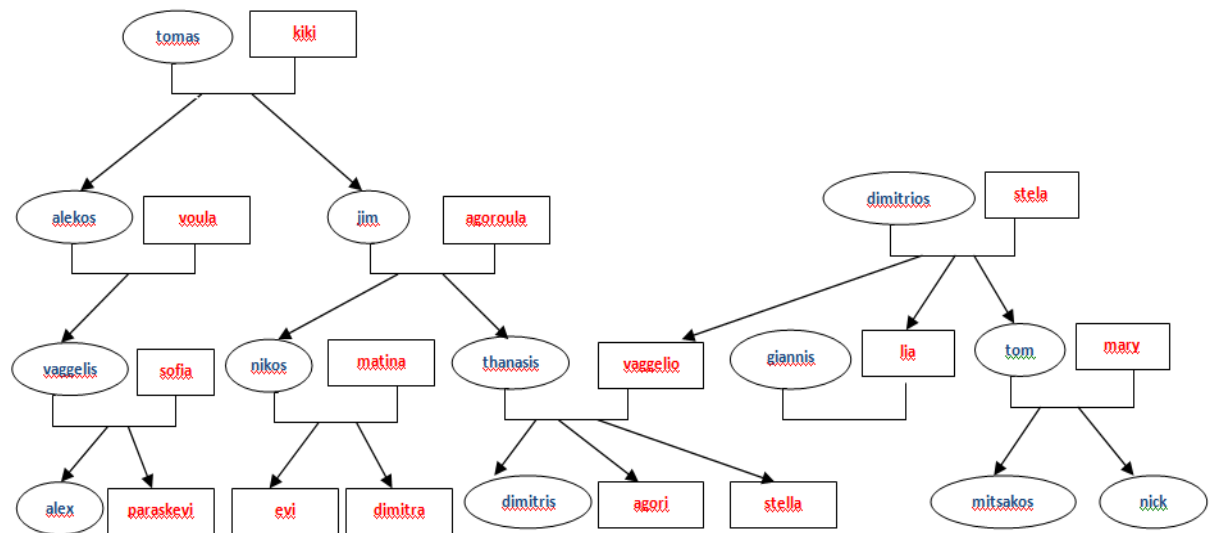 tomas
kiki
alekos
voula
jim
agoroula
dimitrios
stela
vaggelis
sofia
nikos
matina
thanasis
vaggelio
giannis
lia
tom
mary
alex
paraskevi
evi
dimitra
dimitris
agori
stella
mitsakos
nick